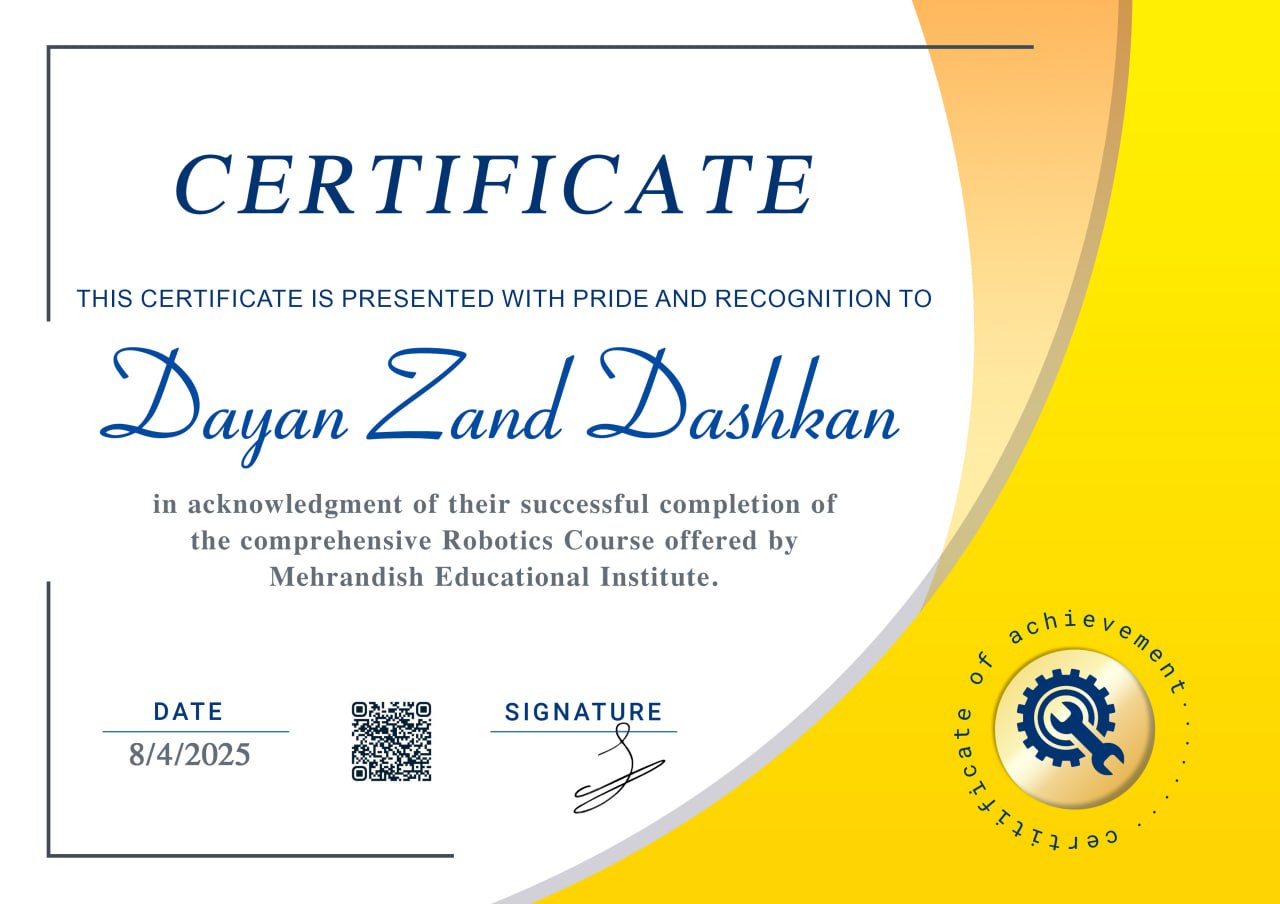 CERTIFICATE
THIS CERTIFICATE IS PRESENTED WITH PRIDE AND RECOGNITION TO
Dayan Zand Dashkan
in acknowledgment of their successful completion of
the comprehensive Robotics Course offered by
Mehrandish Educational Institute.
DATE
8/4/2025
SIGNATURE
certificate of achievement.........